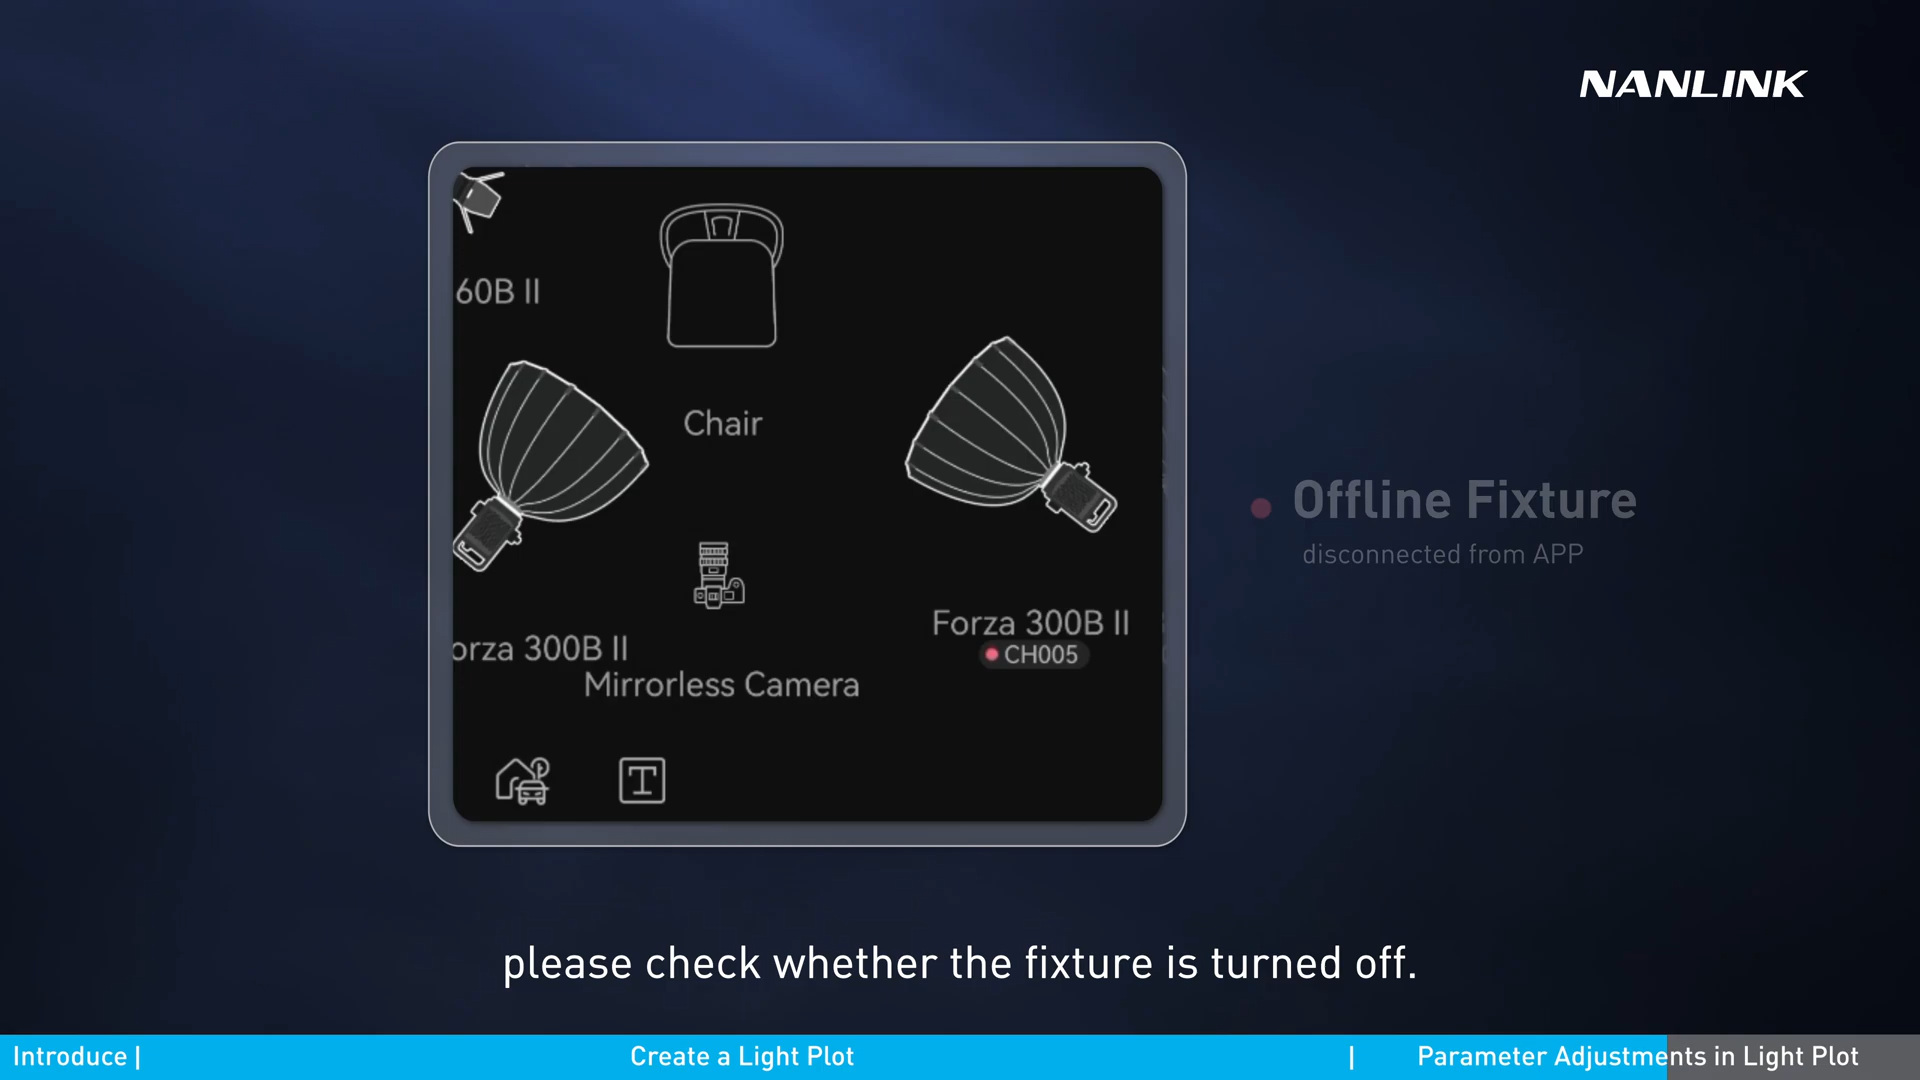 NANLINK
60B II
Chair
Offline Fixture
disconnected from APP
Forza 300B II
CH005
orza 300B II
Mirrorless Camera
T
please check whether the fixture is turned off.
Introduce |
Create a Light Plot
|
Parameter Adjustments in Light Plot